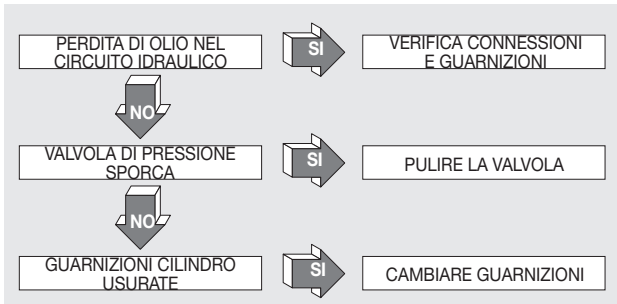 PERDITA DI OLIO NEL
CIRCUITO IDRAULICO
SI
VERIFICA CONNESSIONI
E GUARNIZIONI
NO
VALVOLA DI PRESSIONE
SPORCA
SI
PULIRE LA VALVOLA
NO
GUARNIZIONI CILINDRO
USURATE
SI
CAMBIARE GUARNIZIONI